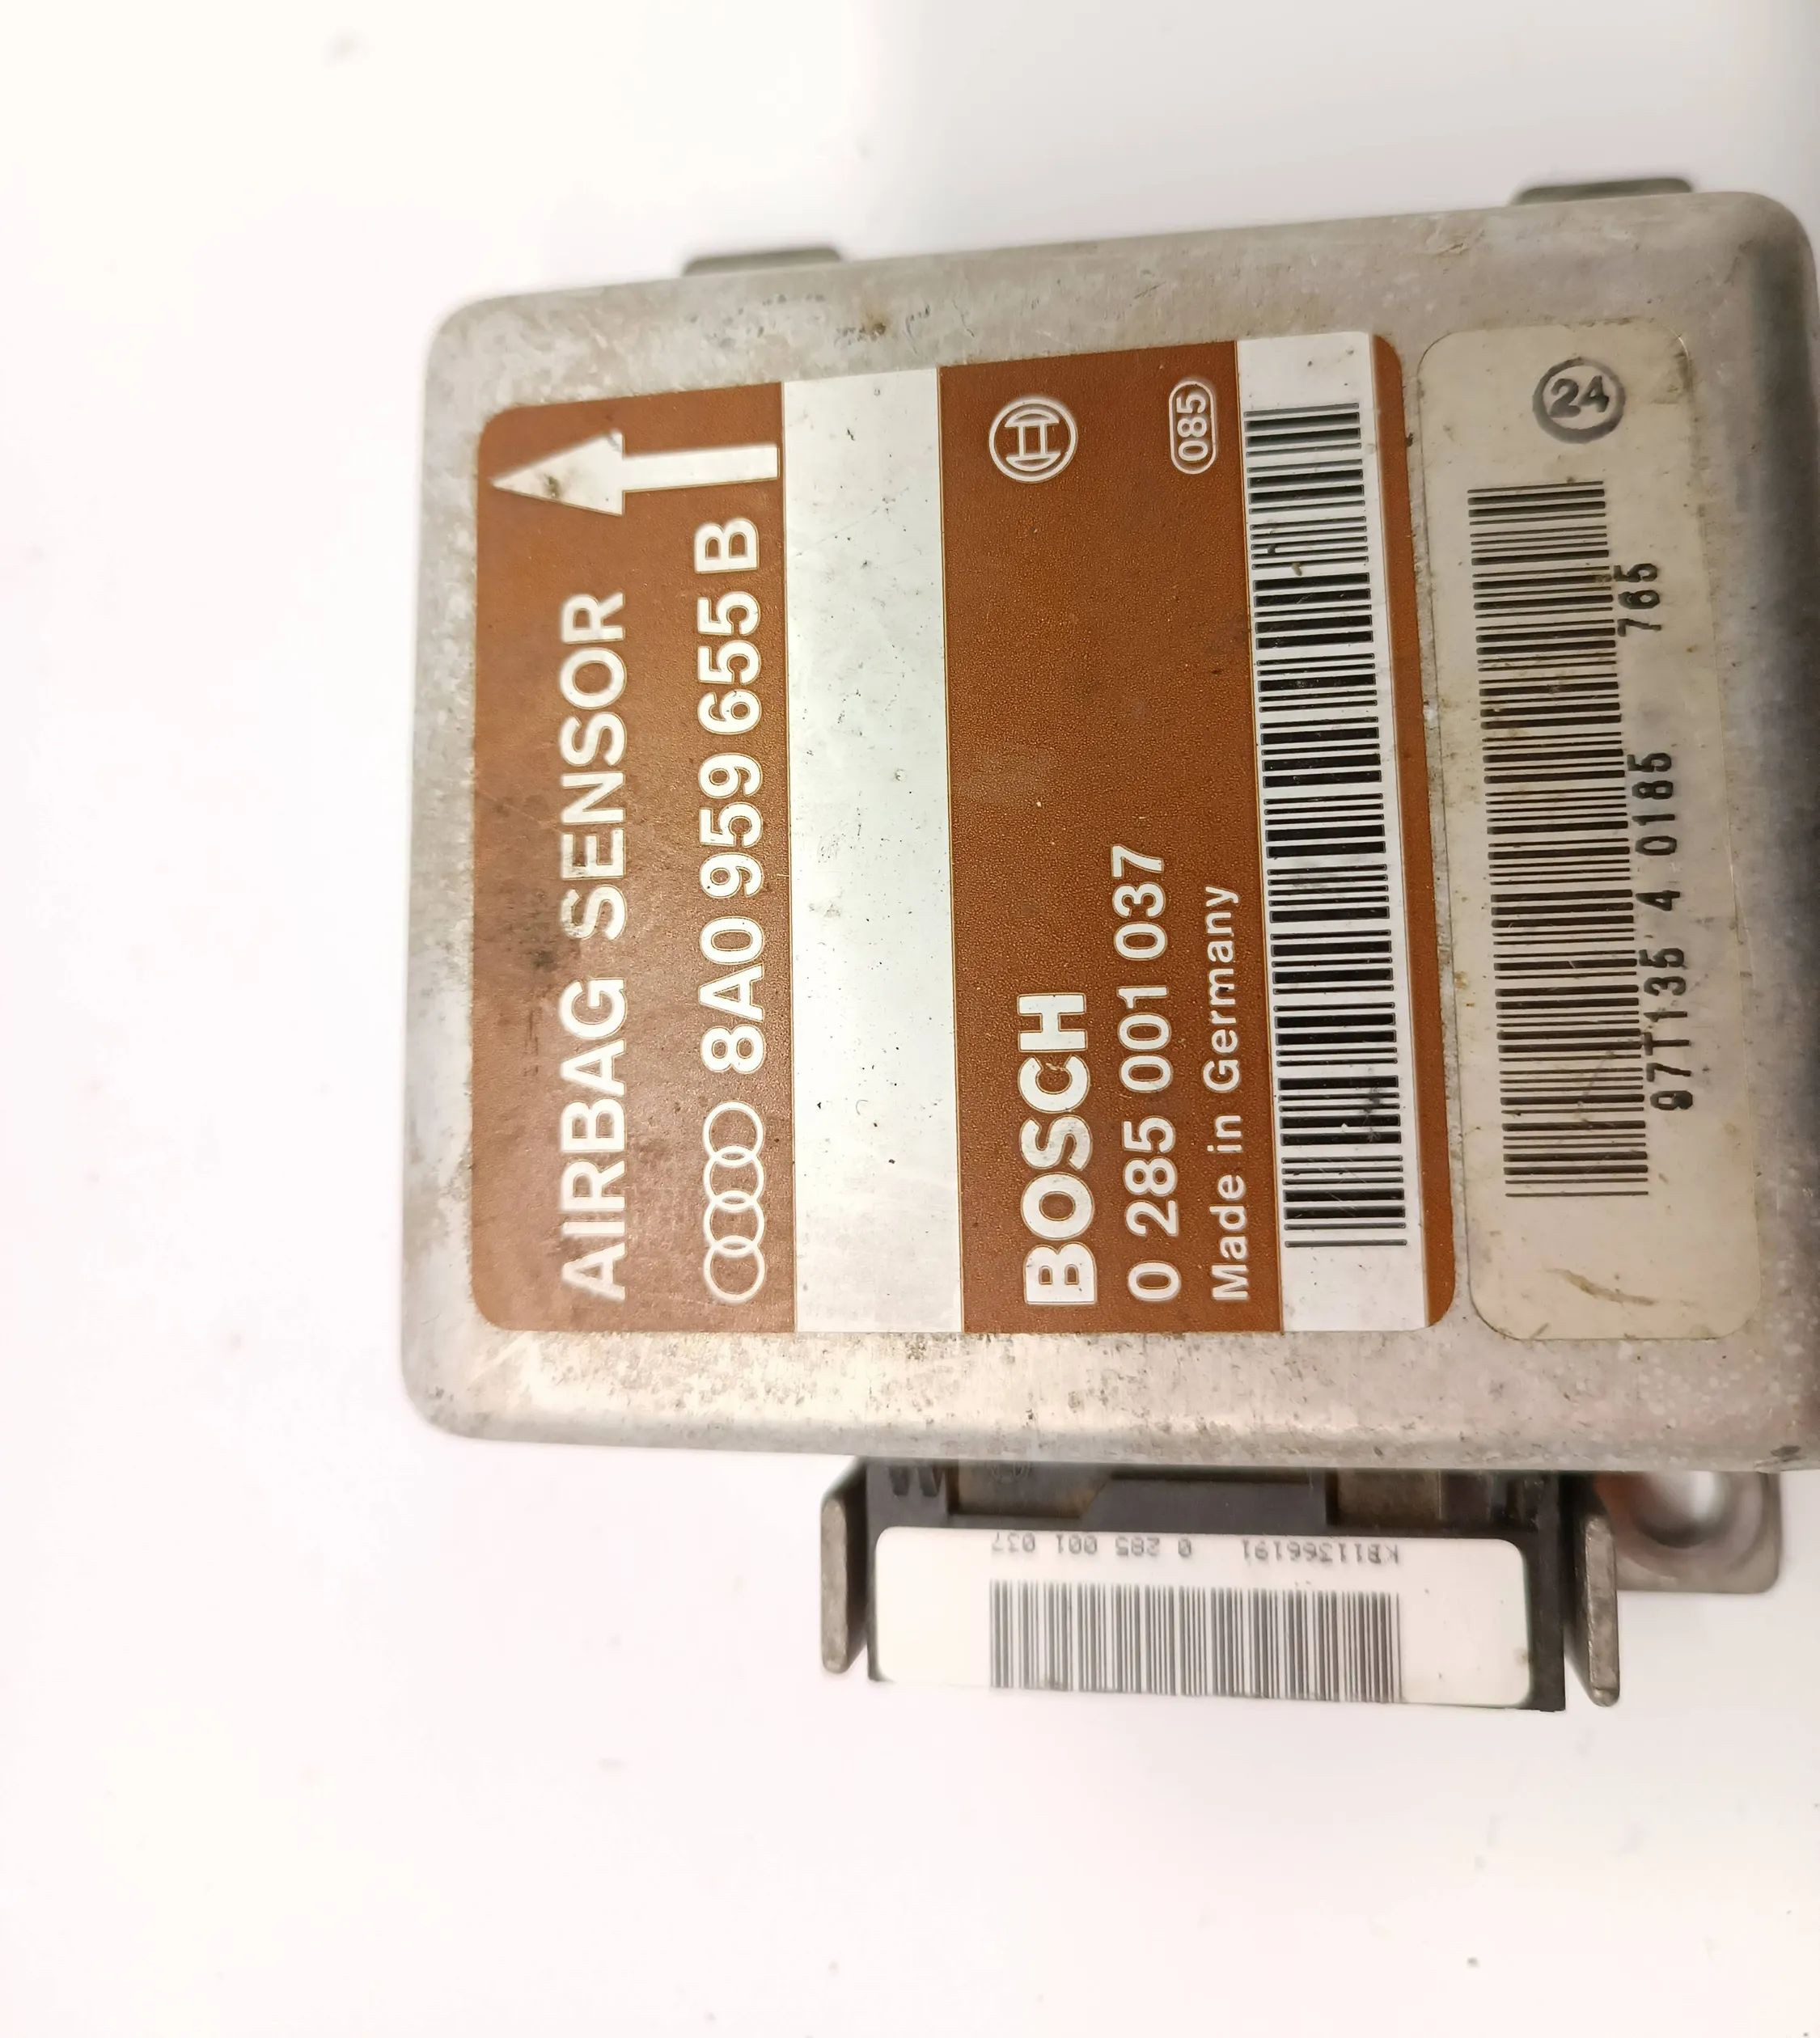 AIRBAG SENSOR
8A0 959 655 B
BOSCH
0 285 001 037
085
Made in Germany
24
97T135 4 0185 765
KB11366191 0 285 001 037